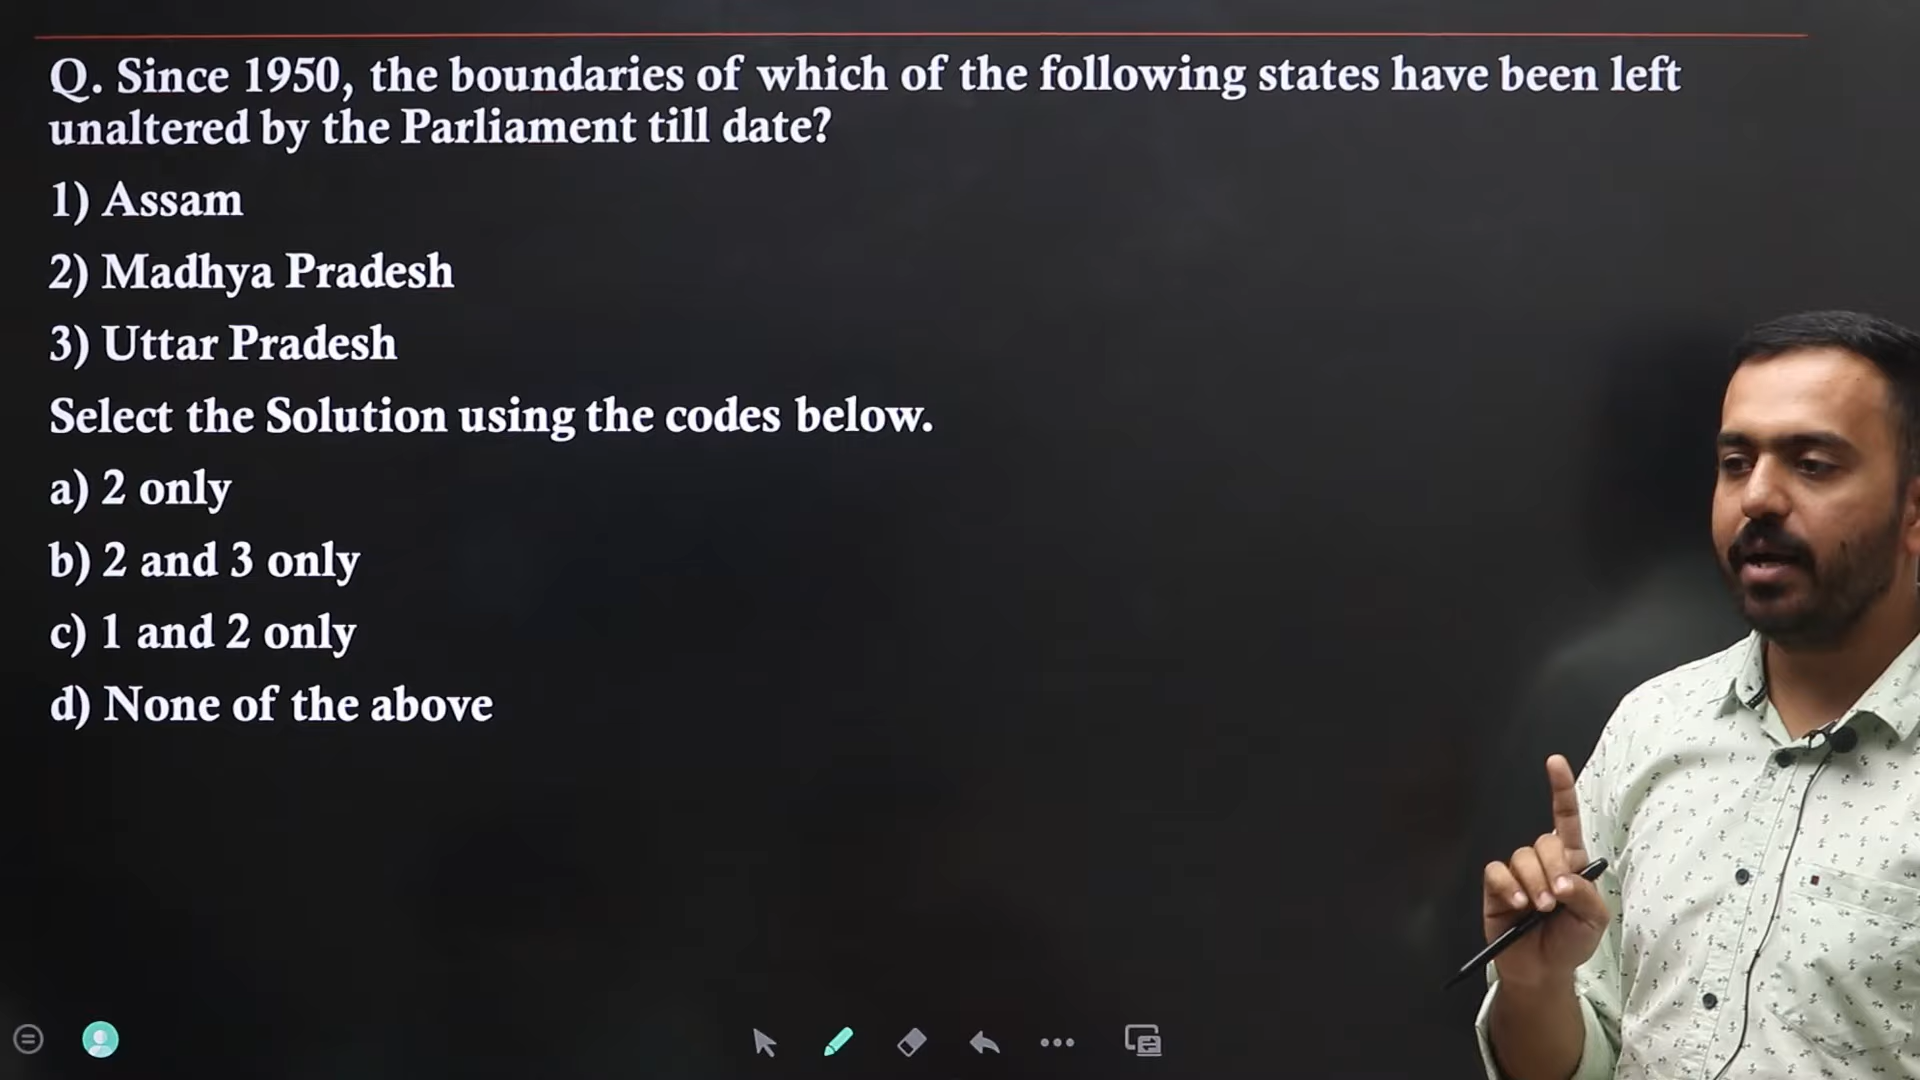 Q. Since 1950, the boundaries of which of the following states have been left
unaltered by the Parliament till date?
1) Assam
2) Madhya Pradesh
3) Uttar Pradesh
Select the Solution using the codes below.
a) 2 only
b) 2 and 3 only
c) 1 and 2 only
d) None of the above